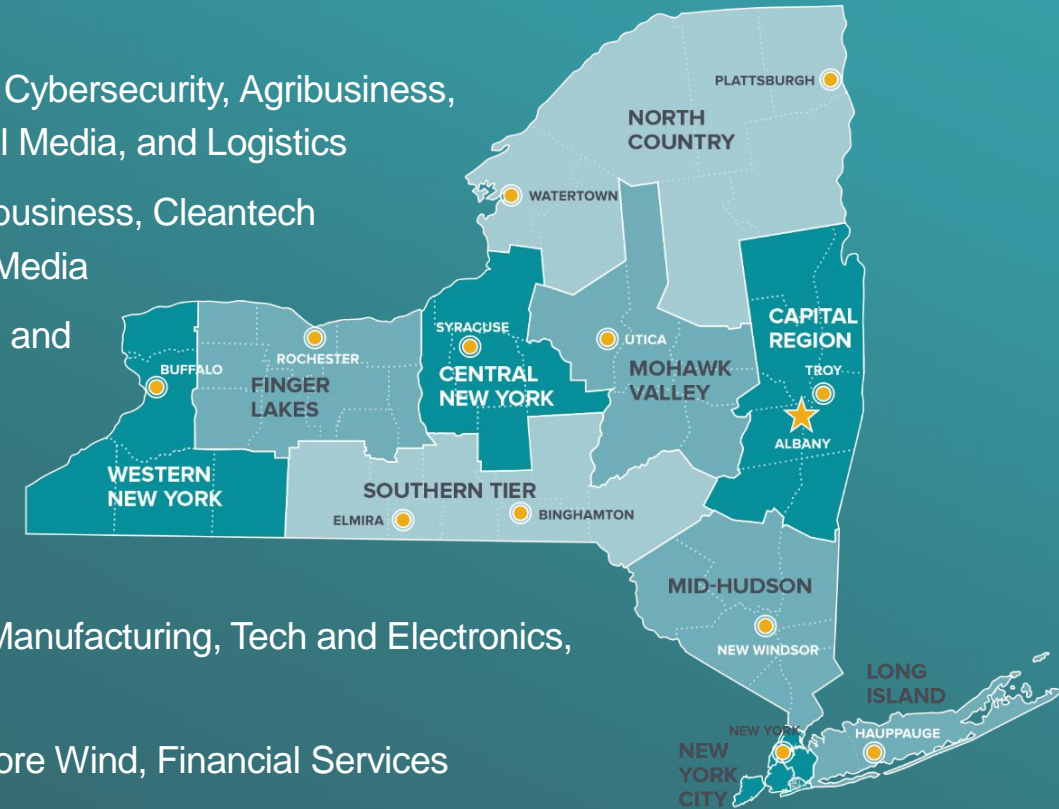 Cybersecurity, Agribusiness,
Media, and Logistics
Cleantech
Media
and
Manufacturing, Tech and Electronics,
Wind, Financial Services
PLATTSBURGH
NORTH
COUNTRY
WATERTOWN
CAPITAL
REGION
TROY
ALBANY
SYRACUSE
CENTRAL
NEW YORK
UTICA
MOHAWK
VALLEY
ROCHESTER
FINGER
LAKES
BUFFALO
WESTERN
NEW YORK
SOUTHERN TIER
ELMIRA
BINGHAMTON
MID-HUDSON
NEW WINDSOR
LONG
ISLAND
HAUPPAUGE
NEW YORK
NEW
YORK
CITY